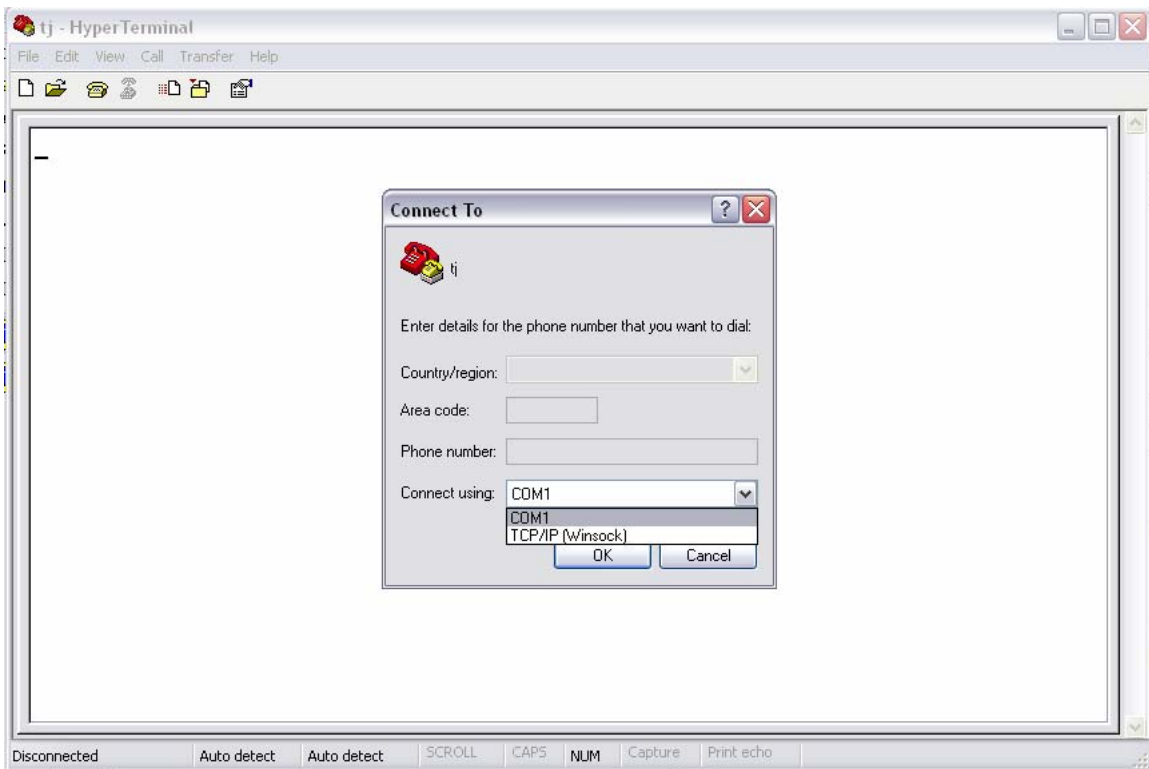 tj - HyperTerminal
File Edit View Call Transfer Help
Connect To
tj
Enter details for the phone number that you want to dial:
Country/region:
Area code:
Phone number:
Connect using: COM1
COM1
TCP/IP (Winsock)
OK Cancel
Disconnected Auto detect Auto detect SCROLL CAPS NUM Capture Print echo